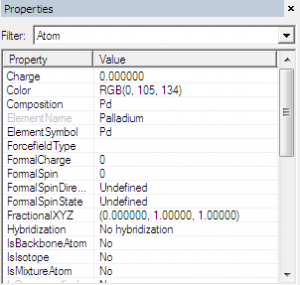 Properties
Filter: Atom
Property Value
Charge 0.000000
Color RGB(0, 105, 134)
Composition Pd
ElementName Palladium
ElementSymbol Pd
ForcefieldType
FormalCharge 0
FormalSpin 0
FormalSpinDire... Undefined
FormalSpinState Undefined
FractionalXYZ (0.000000, 1.00000, 1.00000)
Hybridization No hybridization
IsBackboneAtom No
IsIsotope No
IsMixtureAtom No